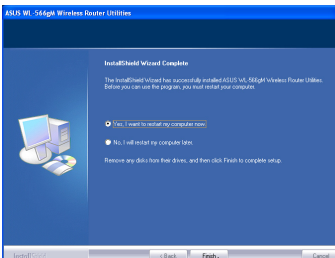 ASUS WL-566gM Wireless Router Utilities
InstallShield Wizard Complete
The InstallShield Wizard has successfully installed ASUS WL-566gM Wireless Router Utilities.
Before you can use the program, you must restart your computer.
Yes, I want to restart my computer now.
No, I will restart my computer later.
Remove any disks from their drives, and then click Finish to complete setup.
InstallShield
< Back
Finish
Cancel